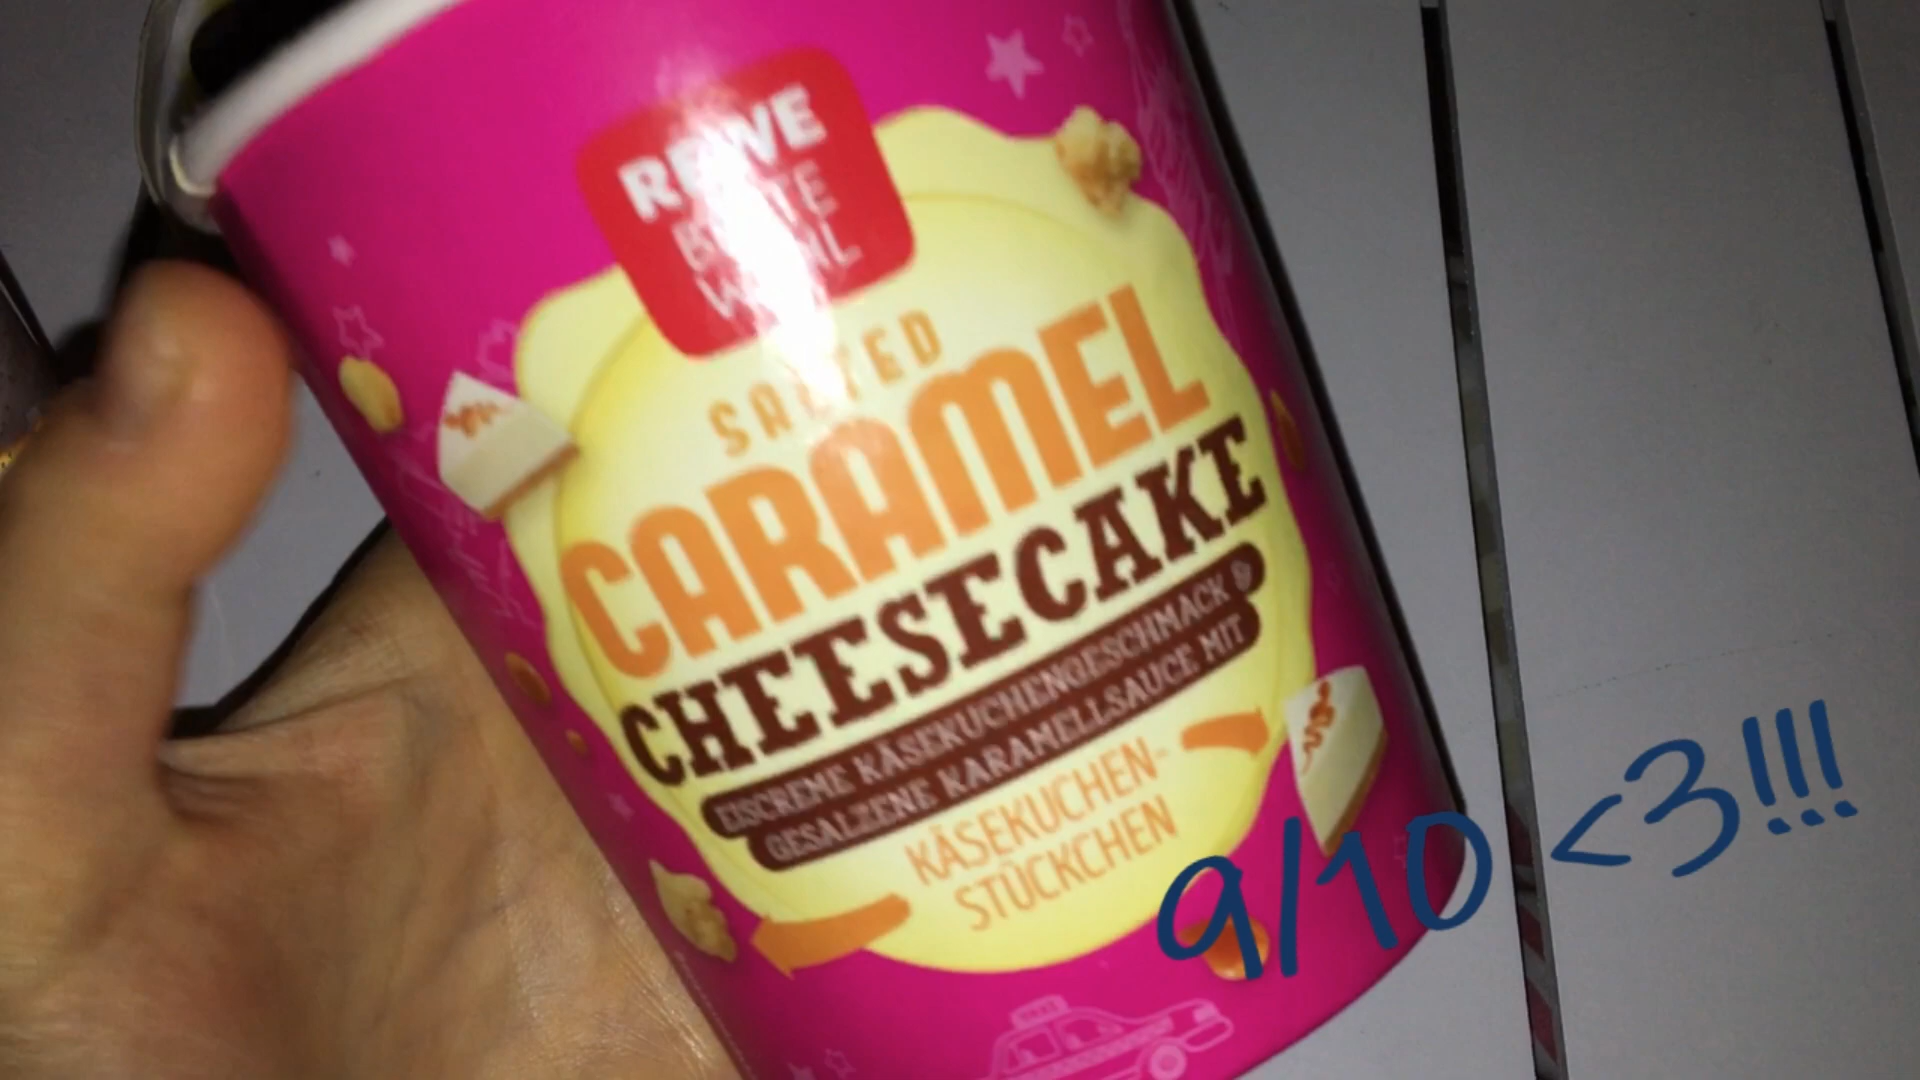 REWE
BESTE
WAHL
SALTED
CARAMEL
CHEESECAKE
EISCREME KÄSEKUCHENGESCHMACK &
GESALZENE KARAMELLSAUCE MIT
KÄSEKUCHEN-
STÜCKCHEN
9/10 <3!!!